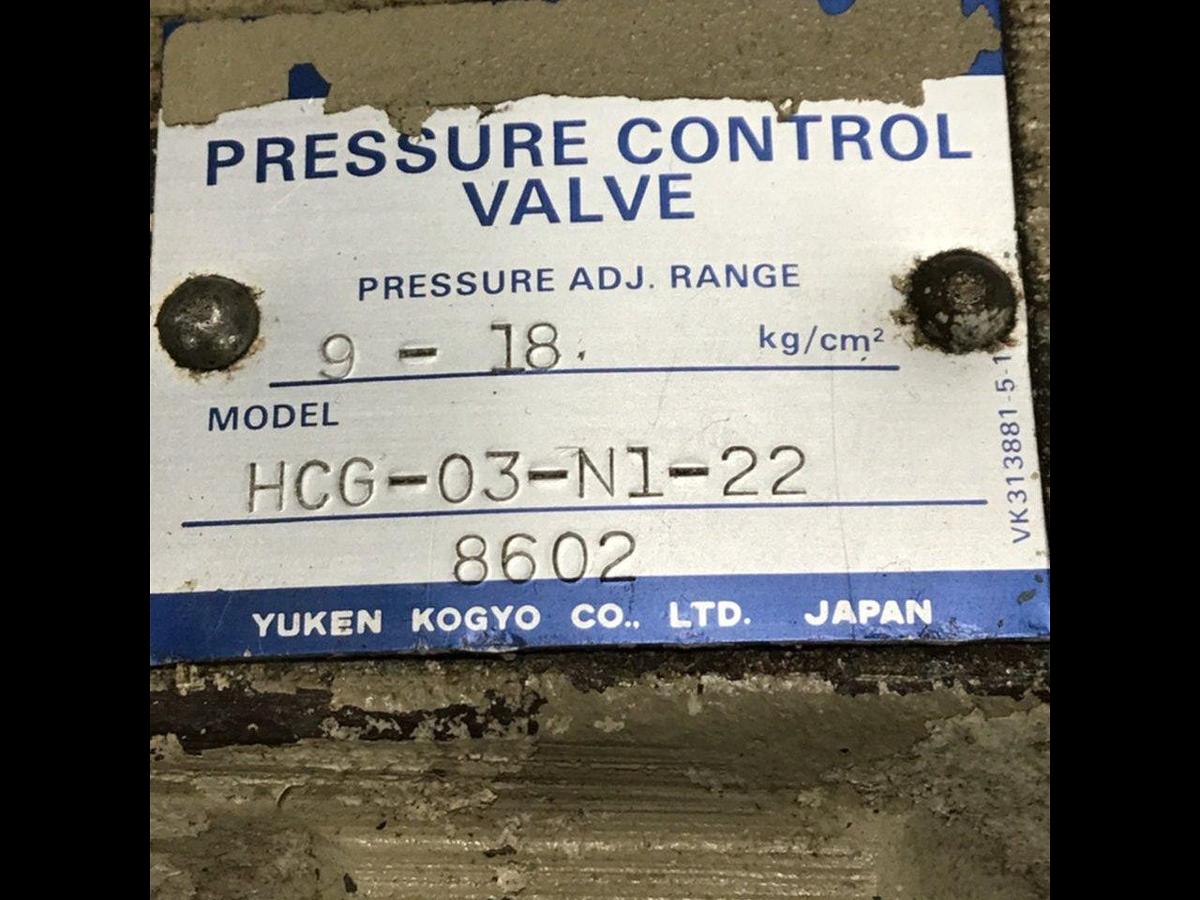 PRESSURE CONTROL
VALVE
PRESSURE ADJ. RANGE
9 - 18. kg/cm²
MODEL
HCG-03-N1-22
8602
YUKEN KOGYO CO., LTD. JAPAN
VK313881-5-1